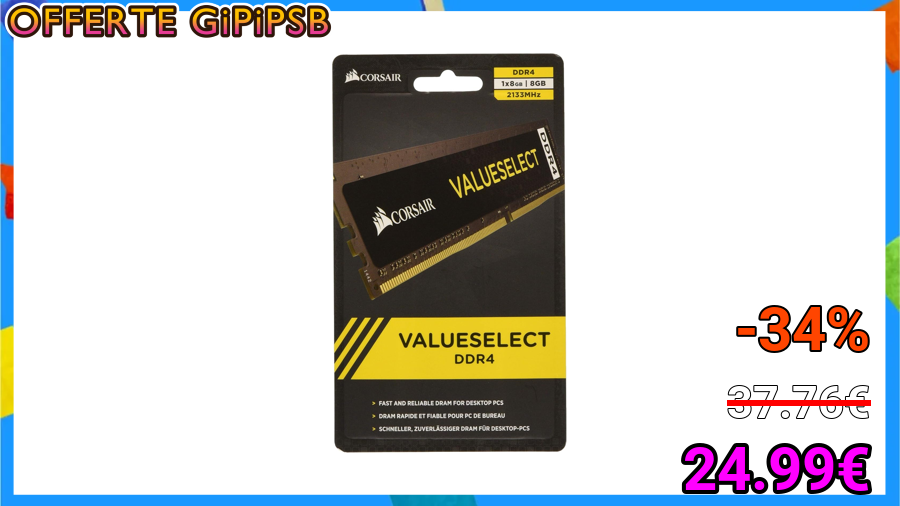 OFFERTE GiPiPSB
CORSAIR
DDR4
1x8GB | 8GB
2133MHz
VALUESELECT
DDR4
CORSAIR
VALUESELECT
DDR4
> FAST AND RELIABLE DRAM FOR DESKTOP PCS
> DRAM RAPIDE ET FIABLE POUR PC DE BUREAU
> SCHNELLER, ZUVERLÄSSIGER DRAM FÜR DESKTOP-PCS
-34%
37.76€
24.99€